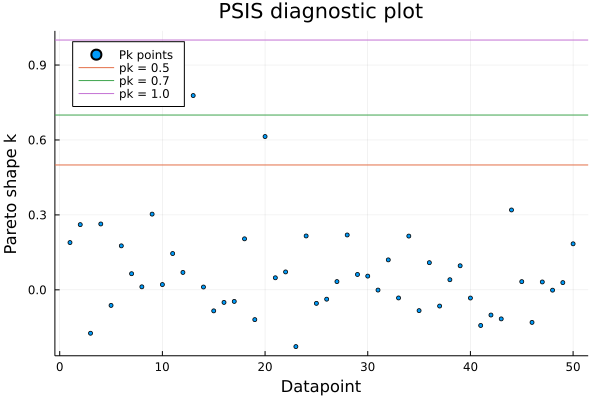 PSIS diagnostic plot
Pk points
pk = 0.5
pk = 0.7
pk = 1.0
Pareto shape k
0.9
0.6
0.3
0.0
0 10 20 30 40 50
Datapoint